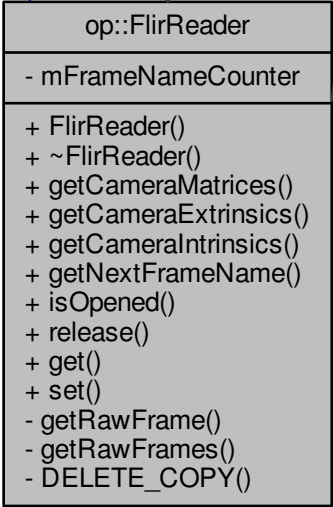 op::FlirReader
- mFrameNameCounter
+ FlirReader()
+ ~FlirReader()
+ getCameraMatrices()
+ getCameraExtrinsics()
+ getCameraIntrinsics()
+ getNextFrameName()
+ isOpened()
+ release()
+ get()
+ set()
- getRawFrame()
- getRawFrames()
- DELETE_COPY()